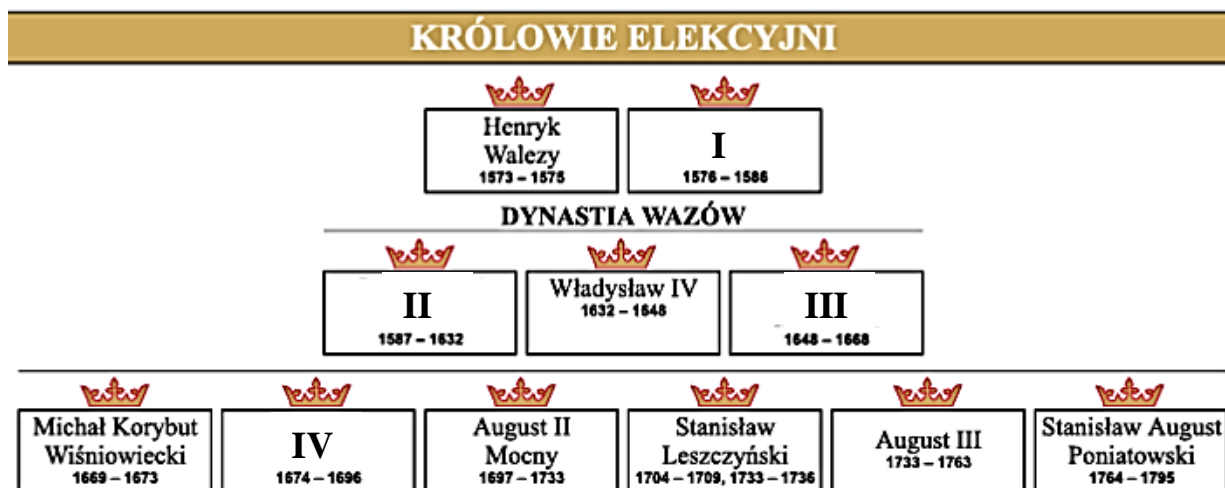 KRÓLOWIE ELEKCYJNI
Henryk
Walezy
1573 – 1575
I
1576 – 1586
DYNASTIA WAZÓW
II
1587 – 1632
Władysław IV
1632 – 1648
III
1648 – 1668
Michał Korybut
Wiśniowiecki
1669 – 1673
IV
1674 – 1696
August II
Mocny
1697 – 1733
Stanisław
Leszczyński
1704 – 1709, 1733 – 1736
August III
1733 – 1763
Stanisław August
Poniatowski
1764 – 1795